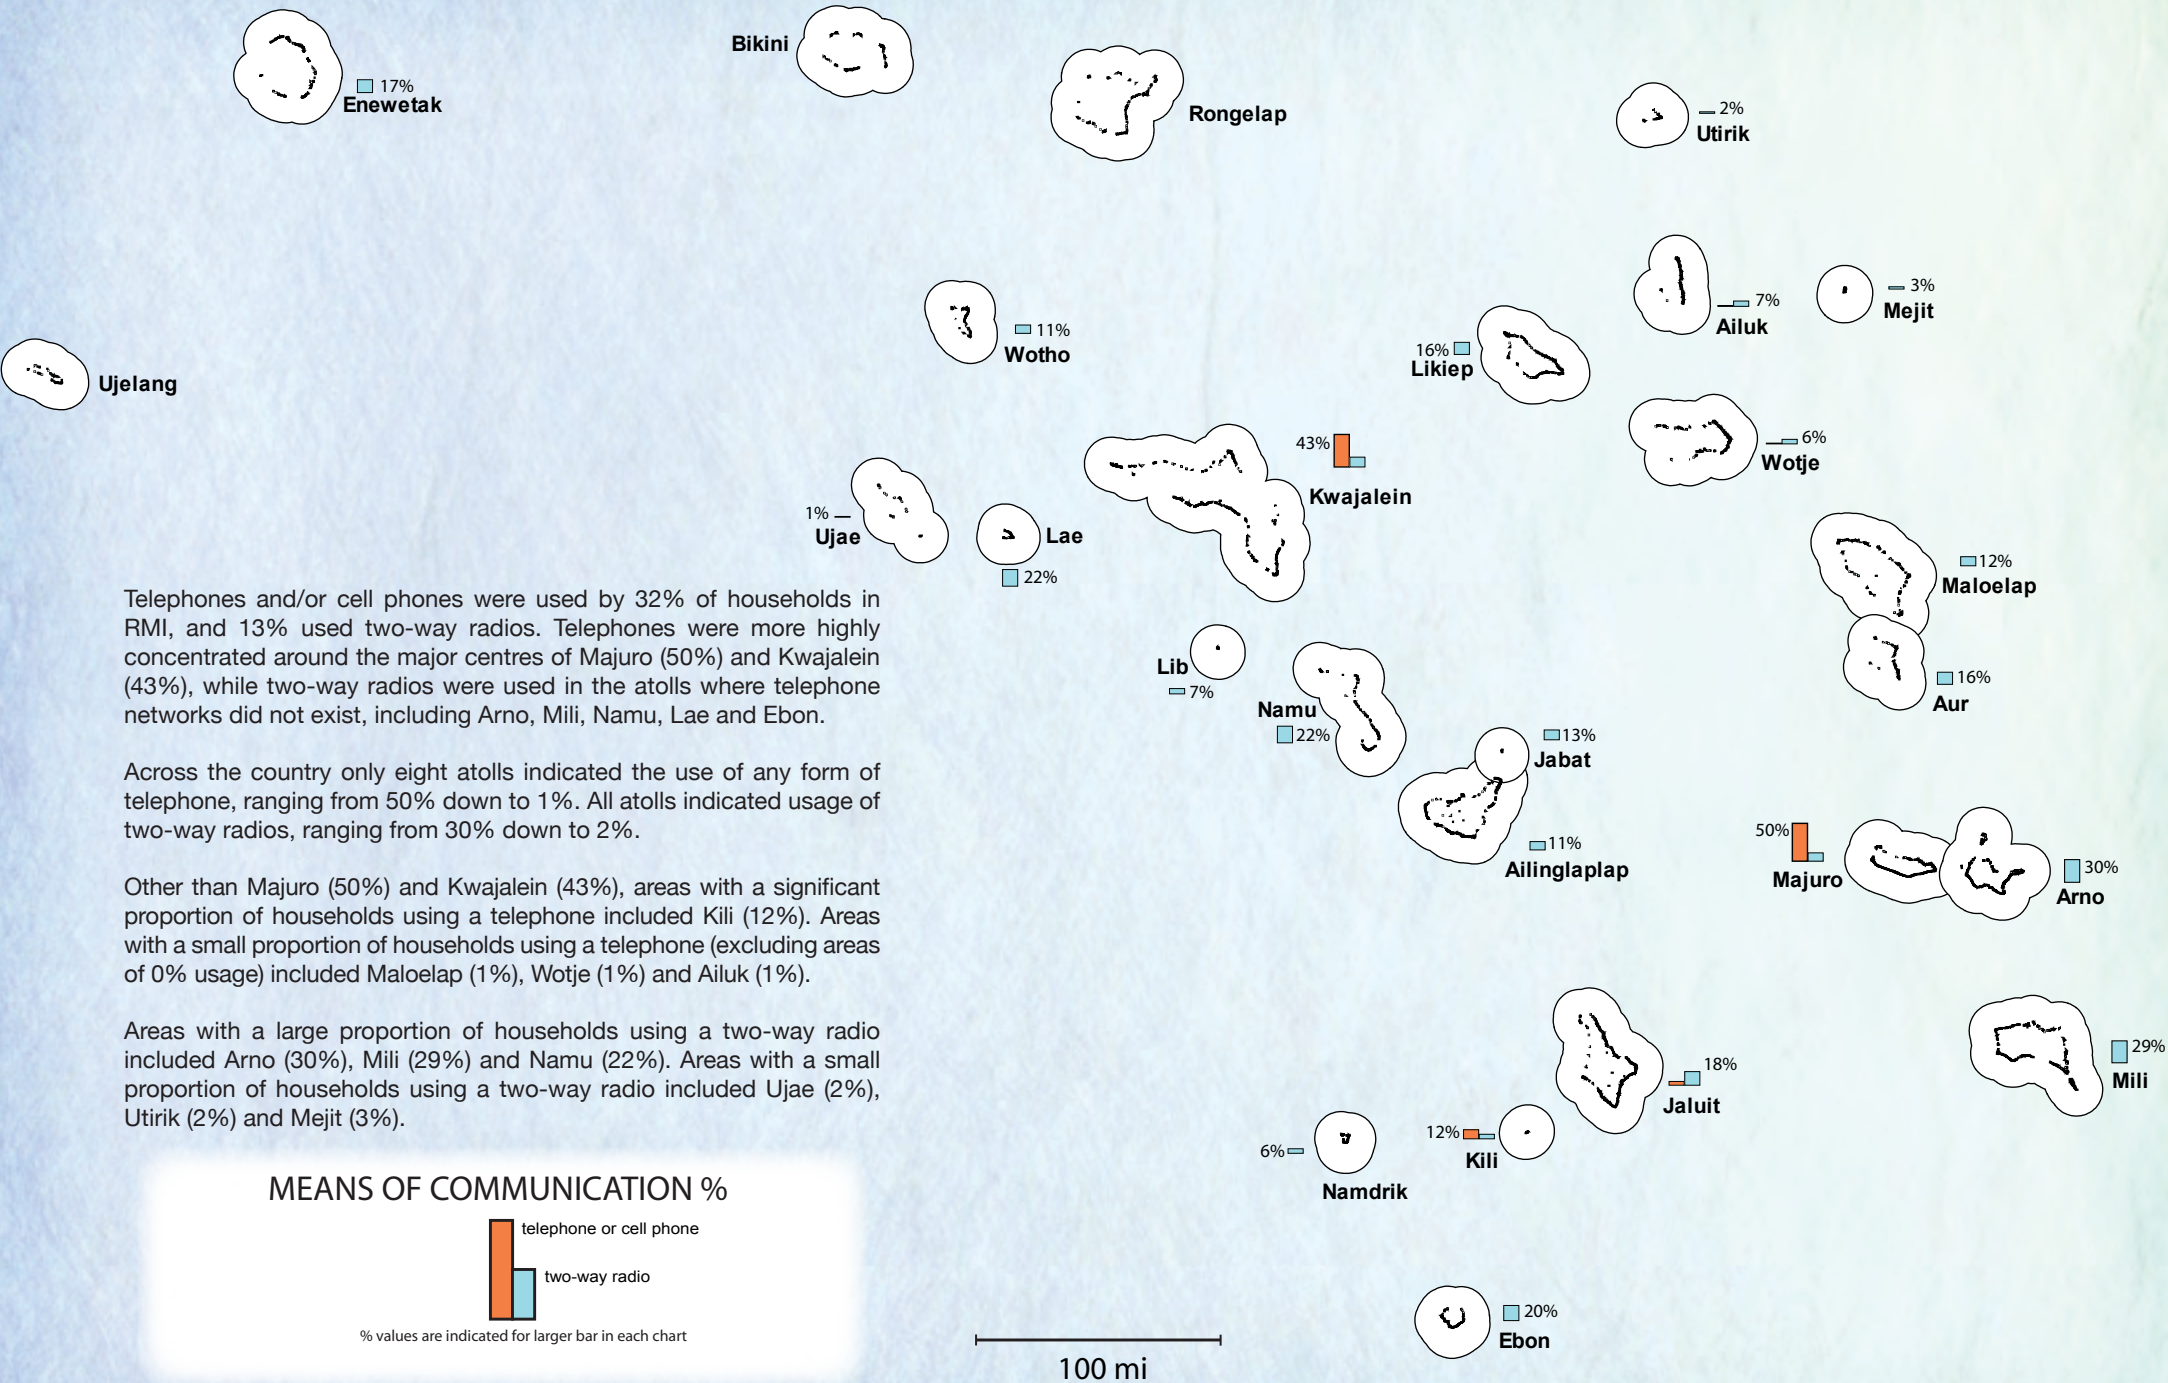 Bikini
17%
Enewetak
Rongelap
2%
Utirik
7%
Ailuk
3%
Mejit
11%
Wotho
16%
Likiep
Ujelang
43%
Kwajalein
6%
Wotje
1%
Ujae
Lae
22%
12%
Maloelap
Telephones and/or cell phones were used by 32% of households in
RMI, and 13% used two-way radios. Telephones were more highly
concentrated around the major centres of Majuro (50%) and Kwajalein
(43%), while two-way radios were used in the atolls where telephone
networks did not exist, including Arno, Mili, Namu, Lae and Ebon.
Across the country only eight atolls indicated the use of any form of
telephone, ranging from 50% down to 1%. All atolls indicated usage of
two-way radios, ranging from 30% down to 2%.
Other than Majuro (50%) and Kwajalein (43%), areas with a significant
proportion of households using a telephone included Kili (12%). Areas
with a small proportion of households using a telephone (excluding areas
of 0% usage) included Maloelap (1%), Wotje (1%) and Ailuk (1%).
Areas with a large proportion of households using a two-way radio
included Arno (30%), Mili (29%) and Namu (22%). Areas with a small
proportion of households using a two-way radio included Ujae (2%),
Utirik (2%) and Mejit (3%).
Lib
7%
Namu
22%
16%
Aur
13%
Jabat
11%
Ailinglaplap
50%
Majuro
30%
Arno
18%
Jaluit
29%
Mili
6%
Namdrik
12%
Kili
20%
Ebon
MEANS OF COMMUNICATION %
telephone or cell phone
two-way radio
% values are indicated for larger bar in each chart
100 mi